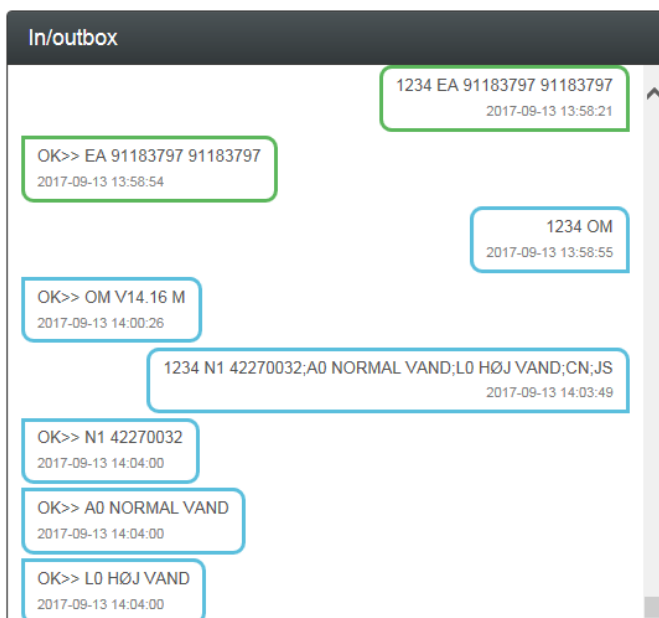 In/outbox
1234 EA 91183797 91183797
2017-09-13 13:58:21
OK>> EA 91183797 91183797
2017-09-13 13:58:54
1234 OM
2017-09-13 13:58:55
OK>> OM V14.16 M
2017-09-13 14:00:26
1234 N1 42270032;A0 NORMAL VAND;L0 HØJ VAND;CN;JS
2017-09-13 14:03:49
OK>> N1 42270032
2017-09-13 14:04:00
OK>> A0 NORMAL VAND
2017-09-13 14:04:00
OK>> L0 HØJ VAND
2017-09-13 14:04:00